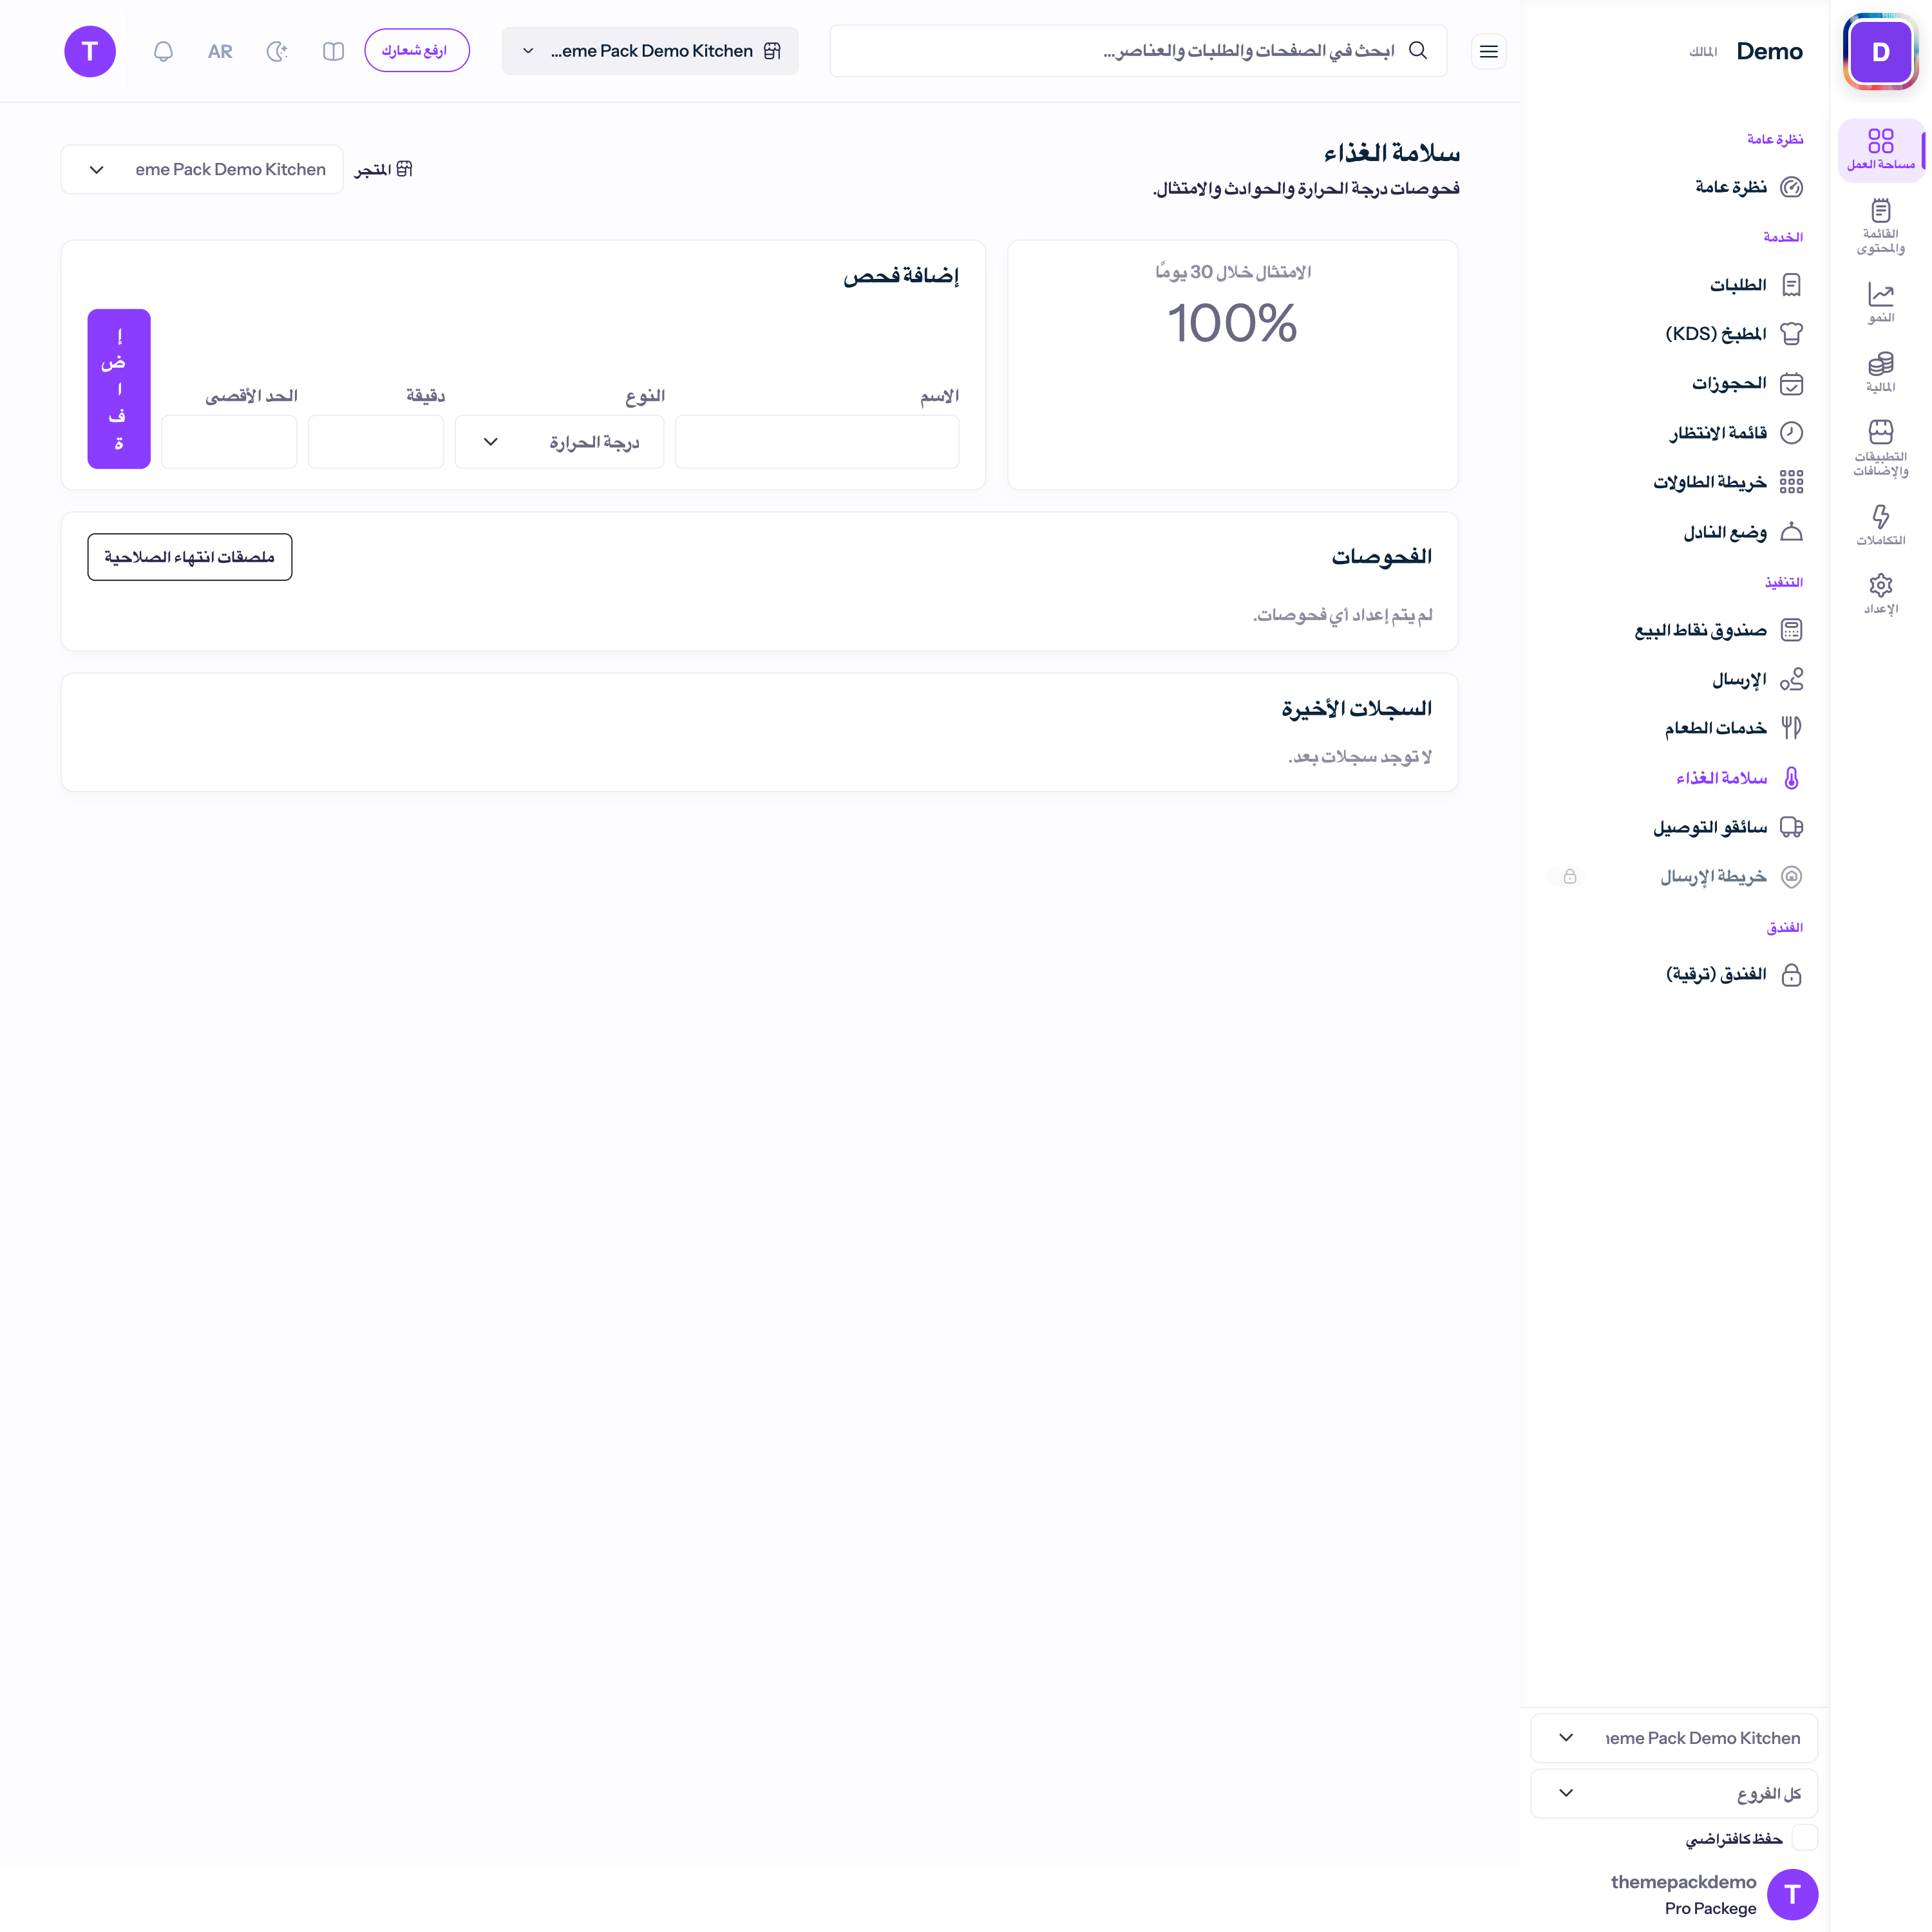 D
مساحة العمل
القائمة
والمحتوى
النمو
المالية
التطبيقات
والإضافات
التكاملات
الإعداد
Demo المالك
نظرة عامة
نظرة عامة
الخدمة
الطلبات
المطبخ (KDS)
الحجوزات
قائمة الانتظار
خريطة الطاولات
وضع النادل
التنفيذ
صندوق نقاط البيع
الإرسال
خدمات الطعام
سلامة الغذاء
سائقو التوصيل
خريطة الإرسال
الفندق
الفندق (ترقية)
eme Pack Demo Kitchen
كل الفروع
حفظ كافتراضي
T
themepackdemo
Pro Packege
ابحث في الصفحات والطلبات والعناصر...
...eme Pack Demo Kitchen
ارفع شعارك
AR
T
سلامة الغذاء
فحوصات درجة الحرارة والحوادث والامتثال.
المتجر
eme Pack Demo Kitchen
الامتثال خلال 30 يومًا
100%
إضافة فحص
الاسم
النوع
دقيقة
الحد الأقصى
درجة الحرارة
إ
ض
ا
ف
ة
الفحوصات
ملصقات انتهاء الصلاحية
لم يتم إعداد أي فحوصات.
السجلات الأخيرة
لا توجد سجلات بعد.